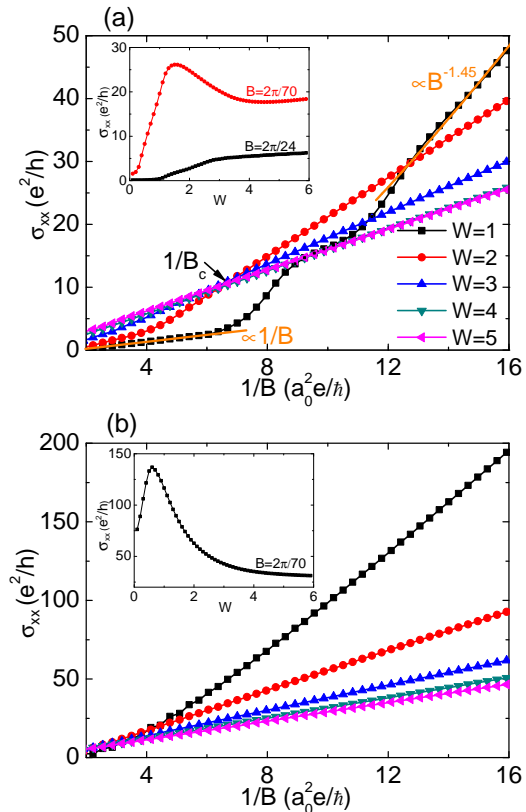 (a)
30
20
10
0
σxx (e²/h)
B=2π/70
B=2π/24
0 2 4 6
W
∝B^-1.45
50
40
30
20
10
0
σxx (e²/h)
1/Bc
∝1/B
W=1
W=2
W=3
W=4
W=5
4 8 12 16
1/B (a₀²e/ħ)
(b)
150
100
50
σxx (e²/h)
B=2π/70
0 2 4 6
W
200
150
100
50
0
σxx (e²/h)
4 8 12 16
1/B (a₀²e/ħ)